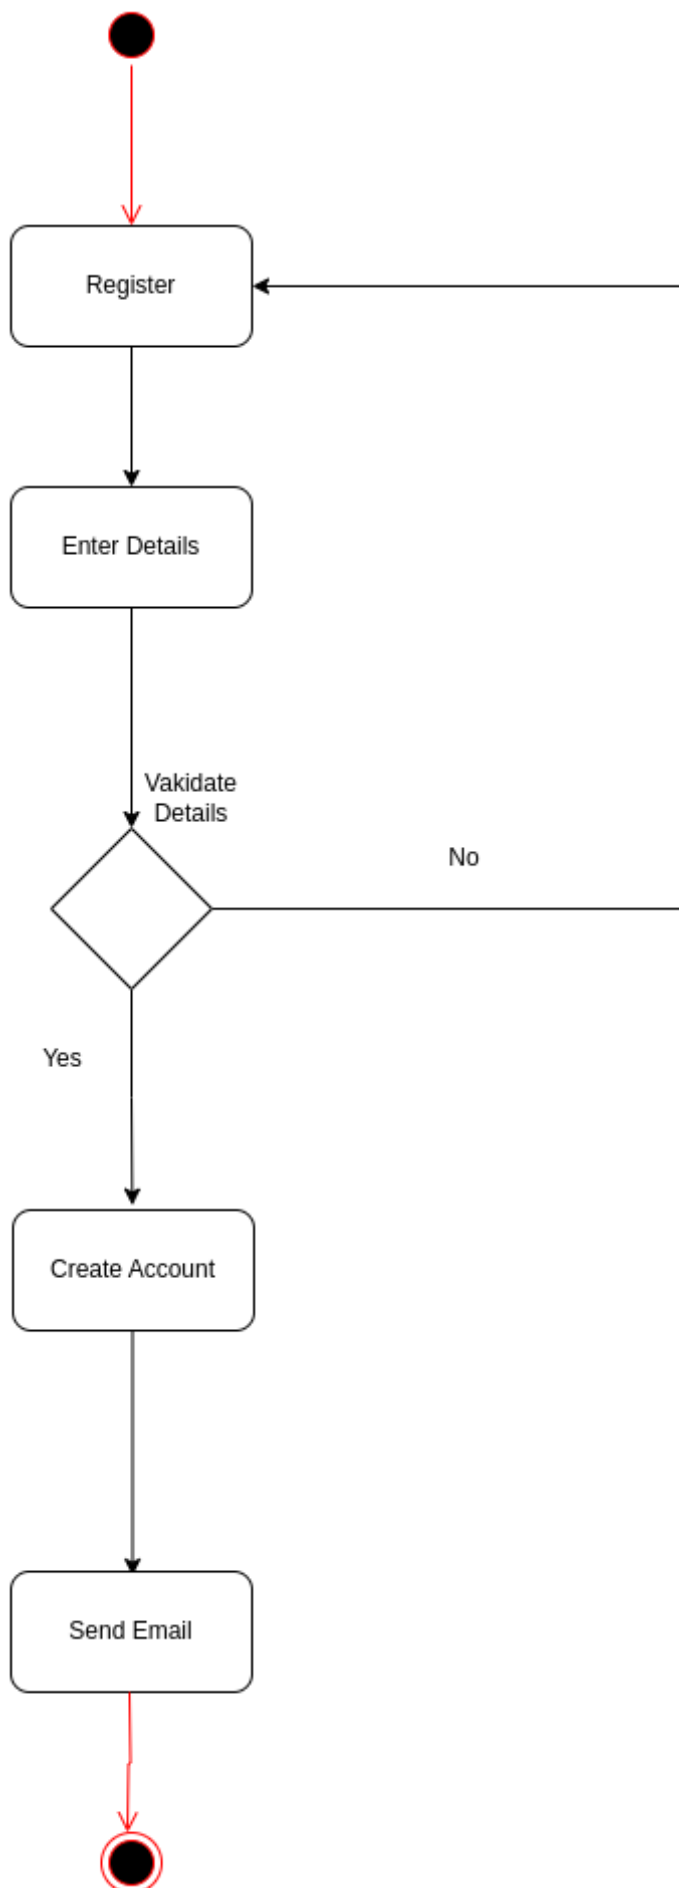 Register
Enter Details
Vakidate
Details
No
Yes
Create Account
Send Email